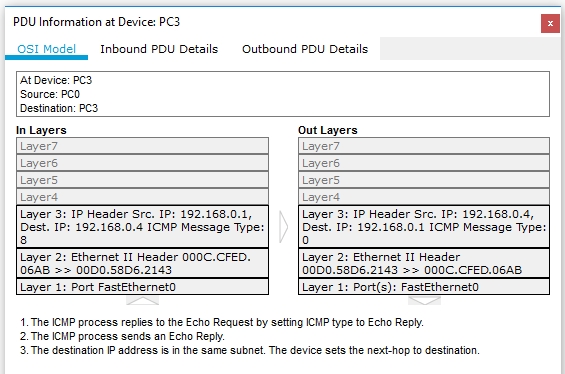 PDU Information at Device: PC3
x
OSI Model Inbound PDU Details Outbound PDU Details
At Device: PC3
Source: PC0
Destination: PC3
In Layers
Layer7
Layer6
Layer5
Layer4
Layer 3: IP Header Src. IP: 192.168.0.1,
Dest. IP: 192.168.0.4 ICMP Message Type:
8
Layer 2: Ethernet II Header 000C.CFED.
06AB >> 00D0.58D6.2143
Layer 1: Port FastEthernet0
Out Layers
Layer7
Layer6
Layer5
Layer4
Layer 3: IP Header Src. IP: 192.168.0.4,
Dest. IP: 192.168.0.1 ICMP Message Type:
0
Layer 2: Ethernet II Header
00D0.58D6.2143 >> 000C.CFED.06AB
Layer 1: Port(s): FastEthernet0
1. The ICMP process replies to the Echo Request by setting ICMP type to Echo Reply.
2. The ICMP process sends an Echo Reply.
3. The destination IP address is in the same subnet. The device sets the next-hop to destination.